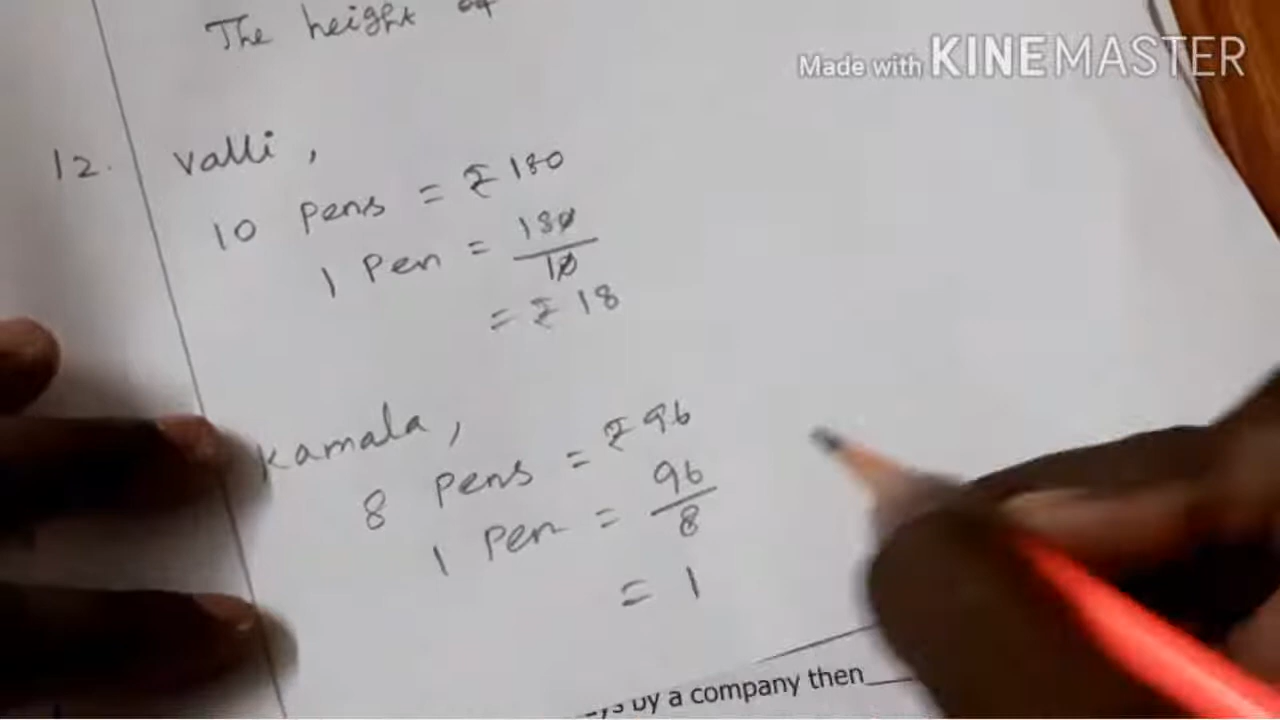 The height of
Made with KINEMASTER
12. Valli,
10 Pens = ₹ 180
1 Pen = 180/10
= ₹ 18
Kamala,
8 Pens = ₹ 96
1 Pen = 96/8
= 1
by a company then